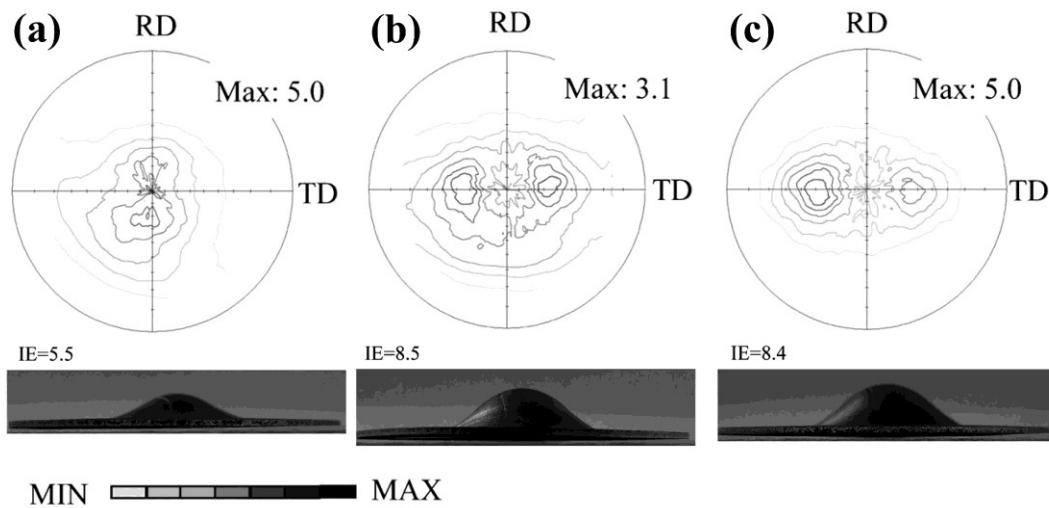 (a) RD
Max: 5.0
TD
IE=5.5
(b) RD
Max: 3.1
TD
IE=8.5
(c) RD
Max: 5.0
TD
IE=8.4
MIN MAX